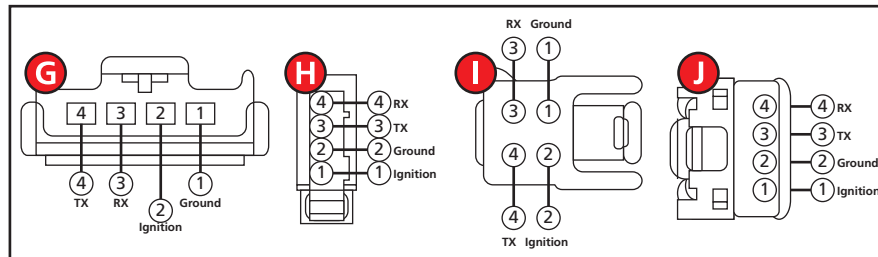 G
4 3 2 1
4 3 2 1
TX RX Ignition Ground
H
4 4 RX
3 3 TX
2 2 Ground
1 1 Ignition
I
RX Ground
3 1
3 1
4 2
4 2
TX Ignition
J
4 4 RX
3 3 TX
2 2 Ground
1 1 Ignition